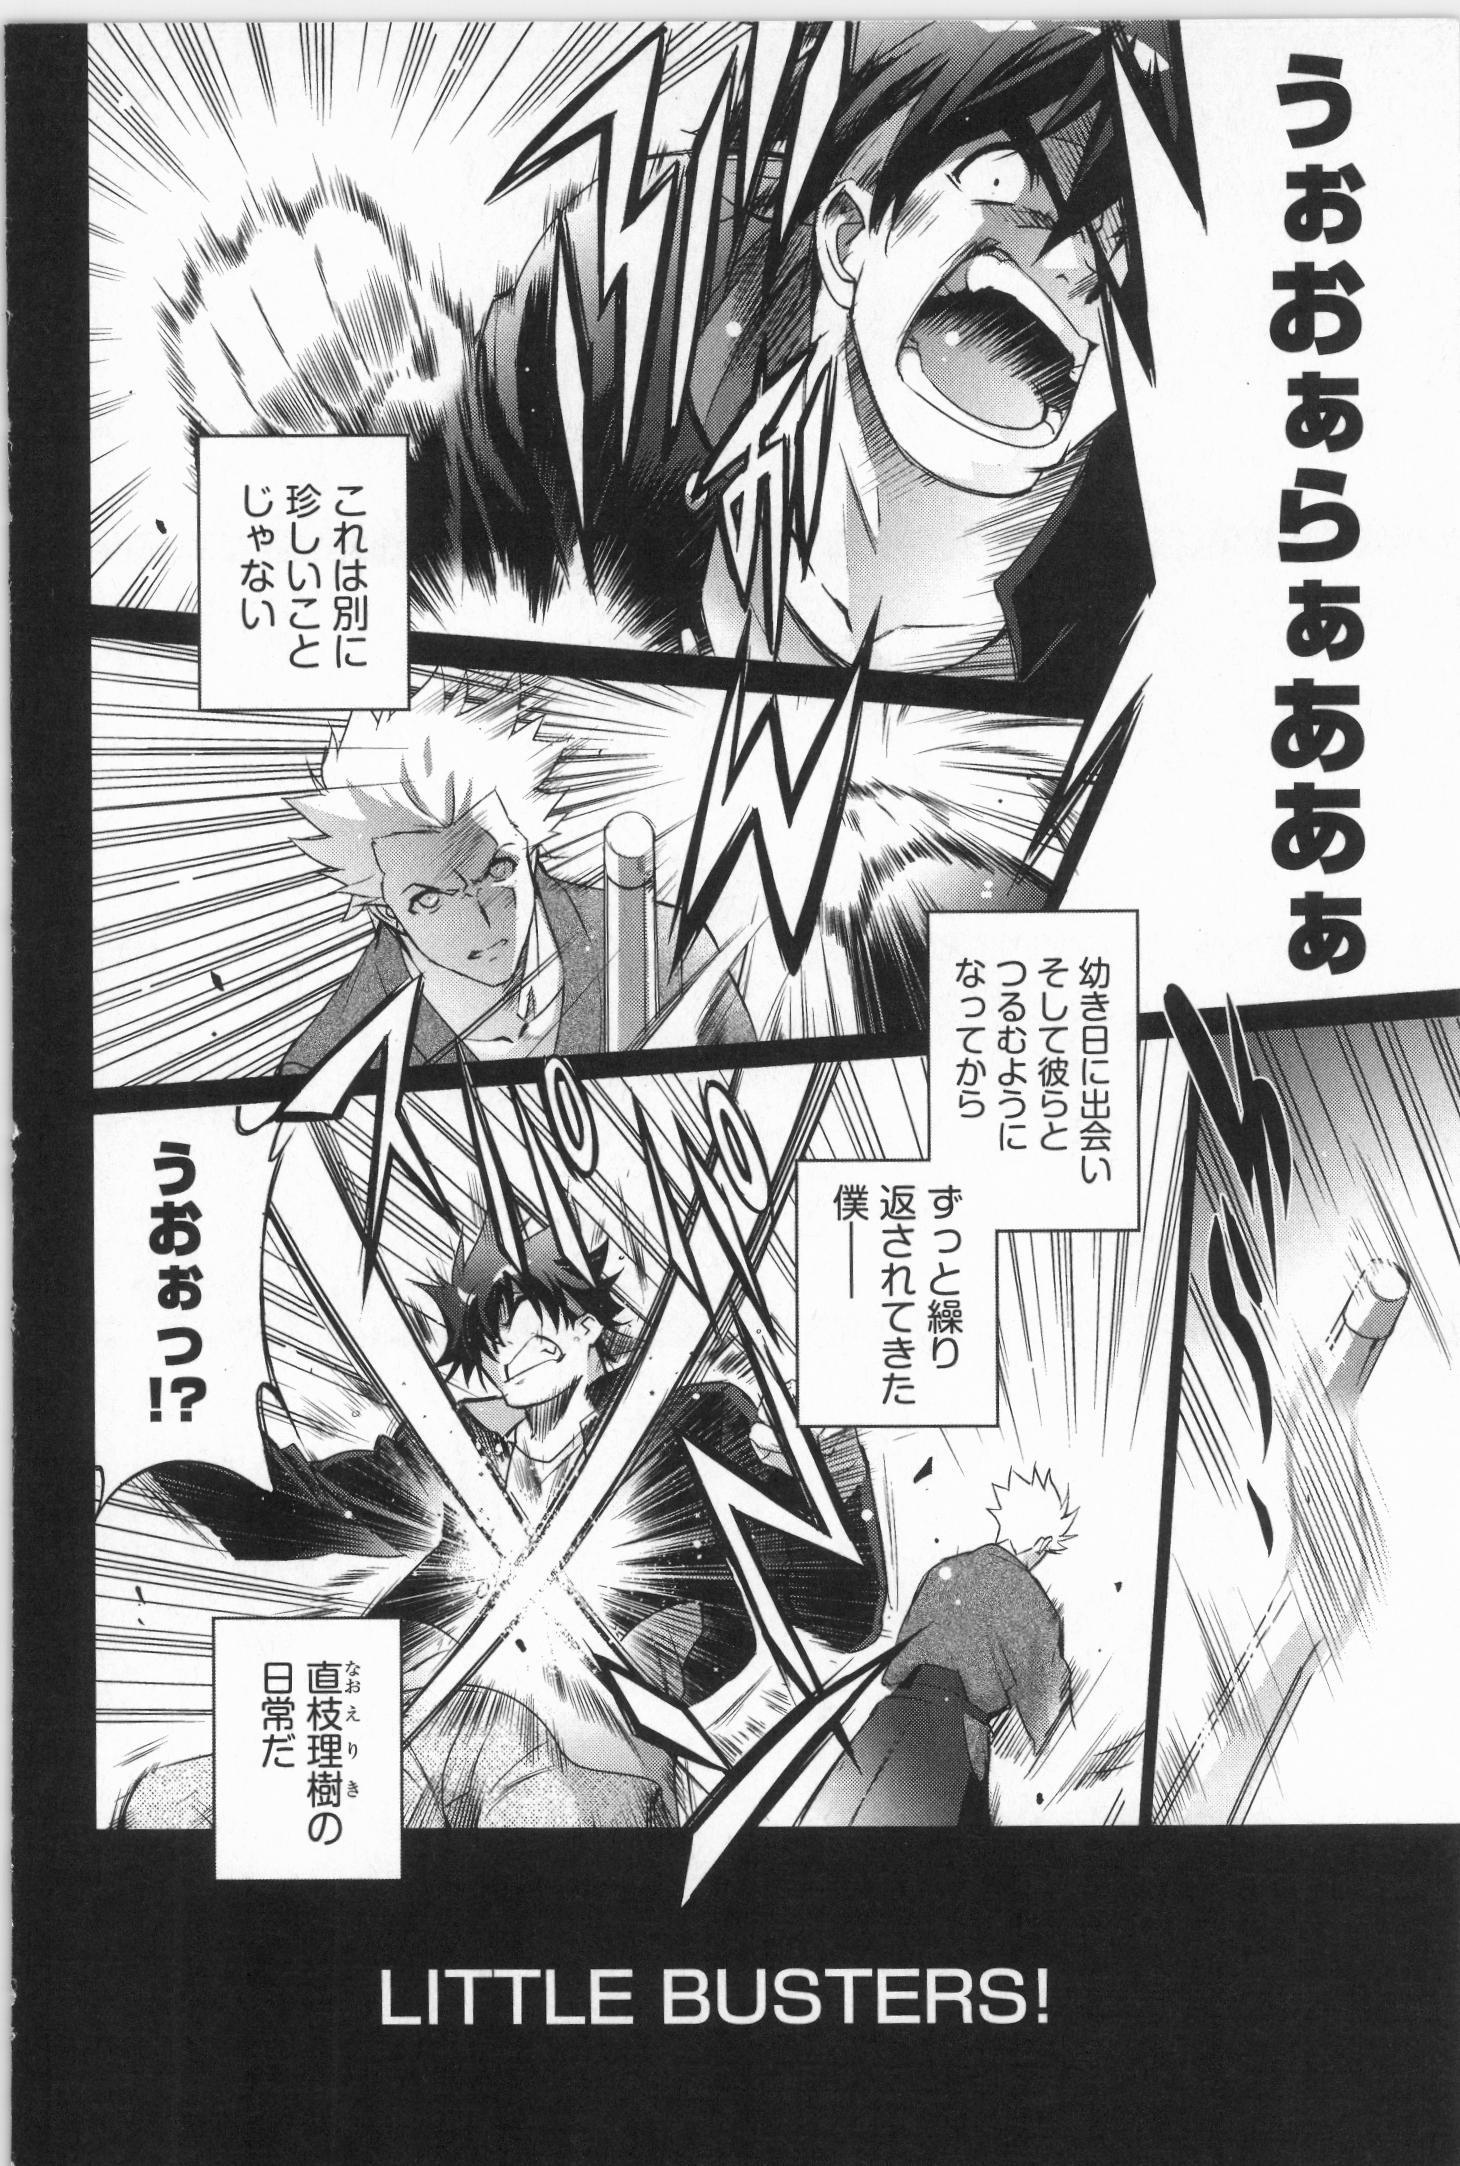 うぉおぁらぁあああぁ
これは別に
珍しいこと
じゃない
幼き日に出会い
そして彼らと
つるむように
なってから
ずっと繰り
返されてきた
僕――
うおぉっ!?
直枝理樹の
なおえりき
日常だ
LITTLE BUSTERS!